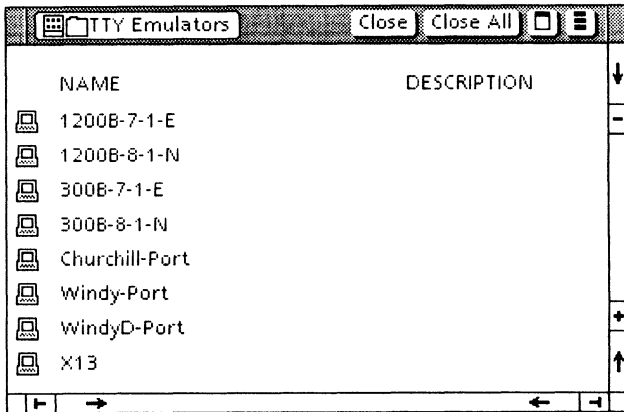 TTY Emulators Close Close All
NAME DESCRIPTION
1200B-7-1-E
1200B-8-1-N
300B-7-1-E
300B-8-1-N
Churchill-Port
Windy-Port
WindyD-Port
X13